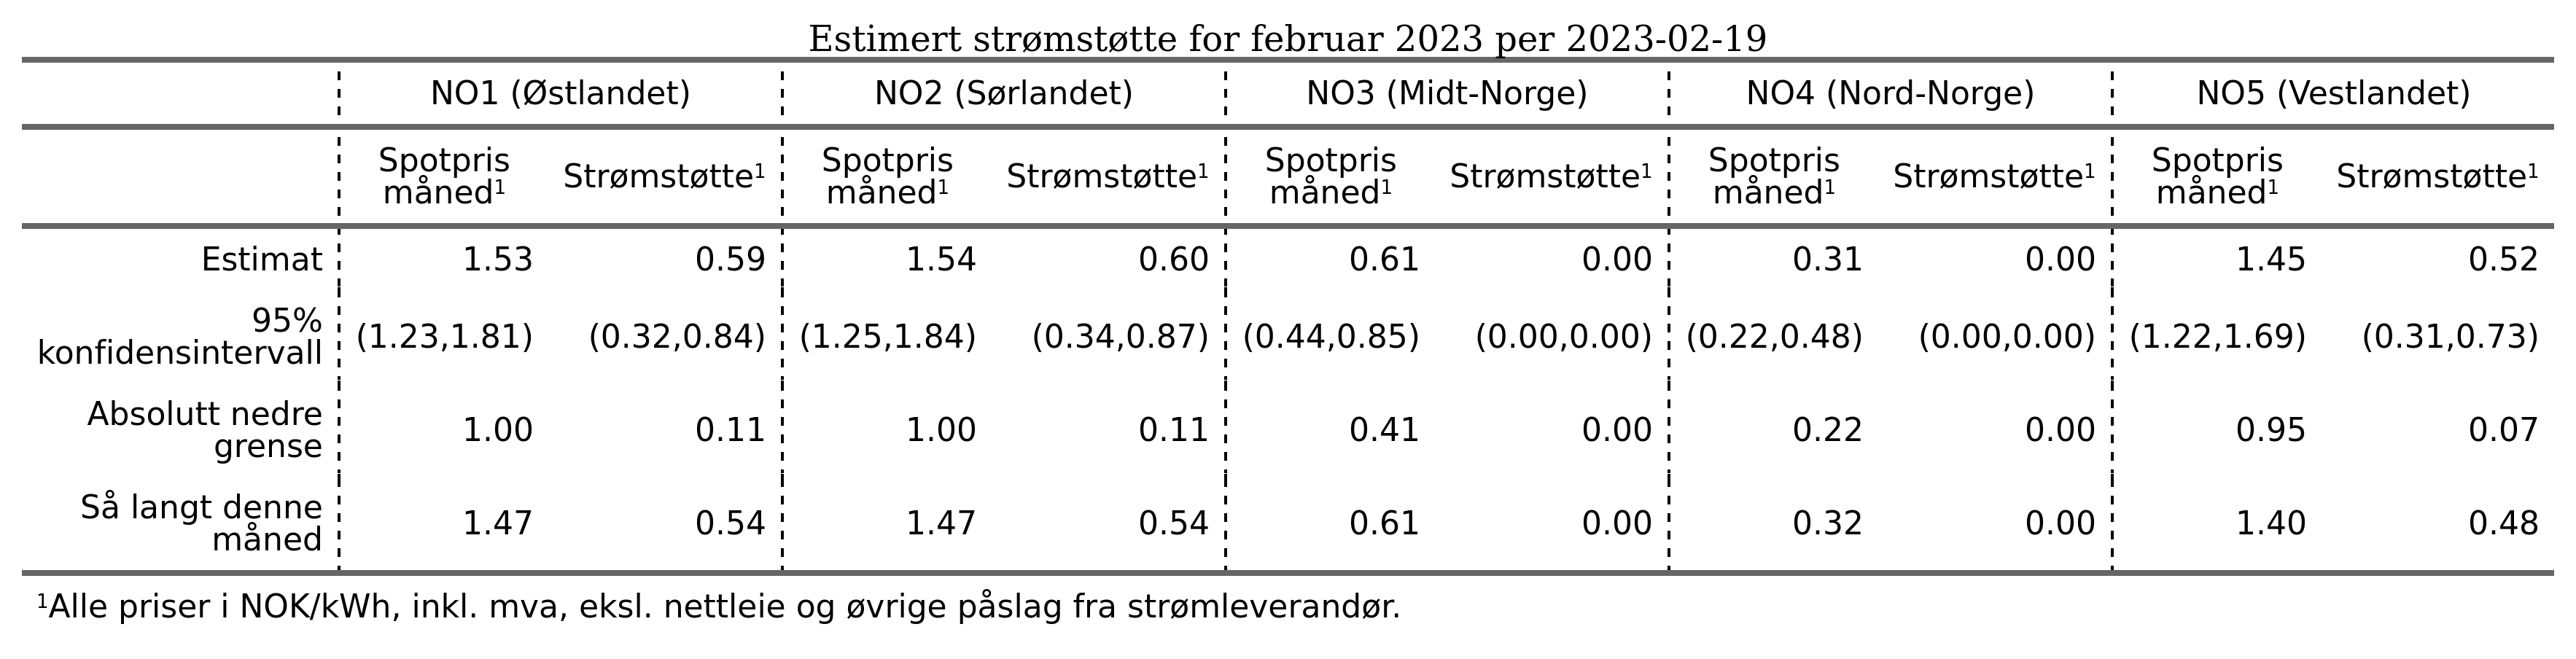 Estimert strømstøtte for februar 2023 per 2023-02-19
NO1 (Østlandet) NO2 (Sørlandet) NO3 (Midt-Norge) NO4 (Nord-Norge) NO5 (Vestlandet)
Spotpris Spotpris Spotpris Spotpris Spotpris
Strømstøtte¹ Strømstøtte¹ Strømstøtte¹ Strømstøtte¹ Strømstøtte¹
måned¹ måned¹ måned¹ måned¹ måned¹
Estimat 1.53 0.59 1.54 0.60 0.61 0.00 0.31 0.00 1.45 0.52
95%
konfidensintervall (1.23,1.81) (0.32,0.84) (1.25,1.84) (0.34,0.87) (0.44,0.85) (0.00,0.00) (0.22,0.48) (0.00,0.00) (1.22,1.69) (0.31,0.73)
Absolutt nedre
grense 1.00 0.11 1.00 0.11 0.41 0.00 0.22 0.00 0.95 0.07
Så langt denne
måned 1.47 0.54 1.47 0.54 0.61 0.00 0.32 0.00 1.40 0.48
¹Alle priser i NOK/kWh, inkl. mva, eksl. nettleie og øvrige påslag fra strømleverandør.